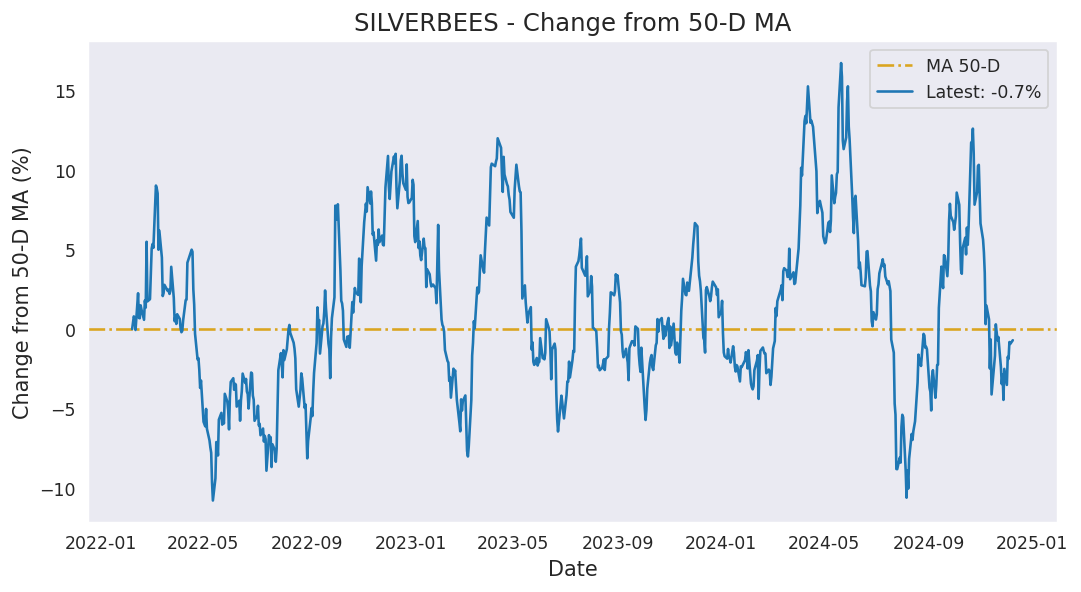 SILVERBEES - Change from 50-D MA
MA 50-D
Latest: -0.7%
Change from 50-D MA (%)
15
10
5
0
−5
−10
2022-01 2022-05 2022-09 2023-01 2023-05 2023-09 2024-01 2024-05 2024-09 2025-01
Date